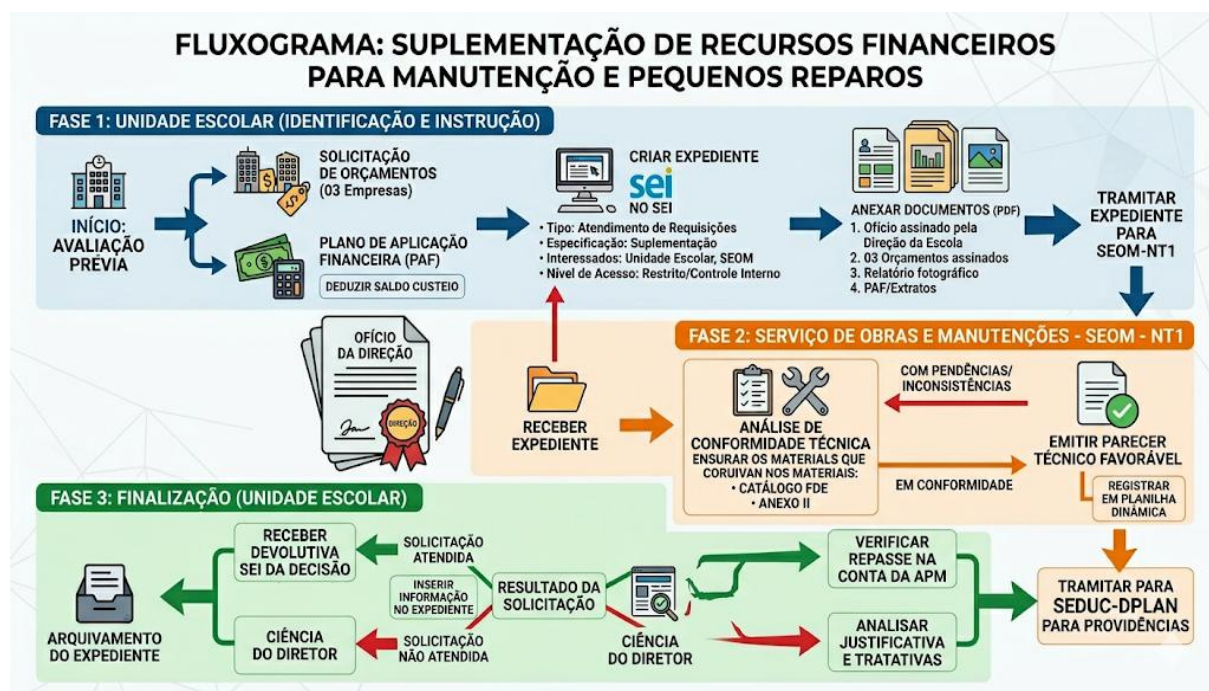 FLUXOGRAMA: SUPLEMENTAÇÃO DE RECURSOS FINANCEIROS
PARA MANUTENÇÃO E PEQUENOS REPAROS
FASE 1: UNIDADE ESCOLAR (IDENTIFICAÇÃO E INSTRUÇÃO)
INÍCIO:
AVALIAÇÃO
PRÉVIA
SOLICITAÇÃO
DE ORÇAMENTOS
(03 Empresas)
PLANO DE APLICAÇÃO
FINANCEIRA (PAF)
DEDUZIR SALDO CUSTEIO
CRIAR EXPEDIENTE
sei
NO SEI
• Tipo: Atendimento de Requisições
• Especificação: Suplementação
• Interessados: Unidade Escolar, SEOM
• Nível de Acesso: Restrito/Controle Interno
ANEXAR DOCUMENTOS (PDF)
1. Ofício assinado pela
Direção da Escola
2. 03 Orçamentos assinados
3. Relatório fotográfico
4. PAF/Extratos
TRAMITAR
EXPEDIENTE
PARA
SEOM-NT1
OFÍCIO
DA DIREÇÃO
DIREÇÃO
FASE 2: SERVIÇO DE OBRAS E MANUTENÇÕES - SEOM - NT1
RECEBER
EXPEDIENTE
ANÁLISE DE
CONFORMIDADE TÉCNICA
ENSURAR OS MATERIALS QUE
CORUIVAN NOS MATERIAIS:
• CATÁLOGO FDE
• ANEXO II
COM PENDÊNCIAS/
INCONSISTÊNCIAS
EM CONFORMIDADE
EMITIR PARECER
TÉCNICO FAVORÁVEL
REGISTRAR
EM PLANILHA
DINÁMICA
TRAMITAR PARA
SEDUC-DPLAN
PARA PROVIDÊNCIAS
FASE 3: FINALIZAÇÃO (UNIDADE ESCOLAR)
ARQUIVAMENTO
DO EXPEDIENTE
RECEBER
DEVOLUTIVA
SEI DA DECISÃO
CIÉNCIA
DO DIRETOR
SOLICITAÇÃO
ATENDIDA
INSERIR
INFORMAÇÃO
NO EXPEDIENTE
SOLICITAÇÃO
NÃO ATENDIDA
RESULTADO DA
SOLICITAÇÃO
CIÊNCIA
DO DIRETOR
VERIFICAR
REPASSE NA
CONTA DA APM
ANALISAR
JUSTIFICATIVA
E TRATATIVAS